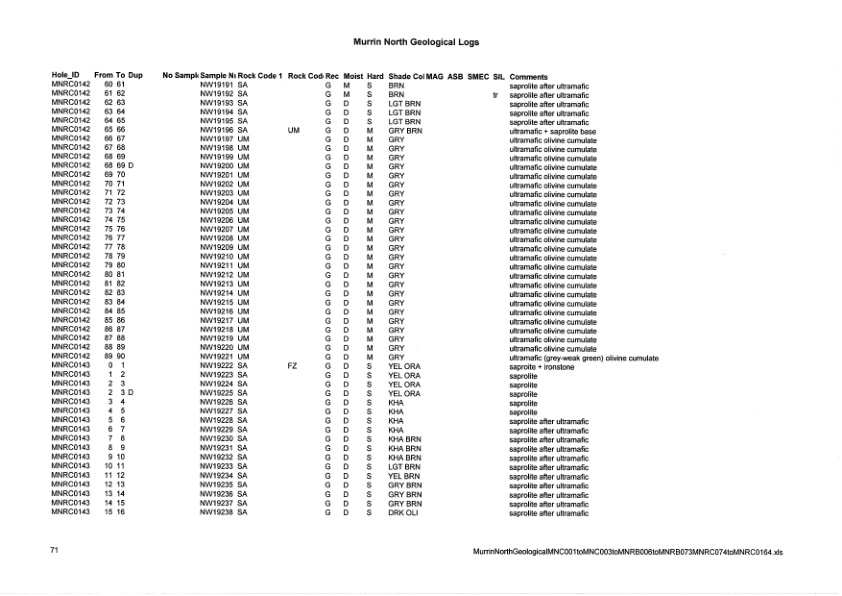 Murrin North Geological Logs
Hole_ID From To Dup No Sampl Sample Nu Rock Code 1 Rock Cod Rec Moist Hard Shade Col MAG ASB SMEC SIL Comments
MNRC0142 60 61 NW19191 SA G M S BRN saprolite after ultramafic
MNRC0142 61 62 NW19192 SA G M S BRN tr saprolite after ultramafic
MNRC0142 62 63 NW19193 SA G D S LGT BRN saprolite after ultramafic
MNRC0142 63 64 NW19194 SA G D S LGT BRN saprolite after ultramafic
MNRC0142 64 65 NW19195 SA G D S LGT BRN saprolite after ultramafic
MNRC0142 65 66 NW19196 SA UM G D M GRY BRN ultramafic + saprolite base
MNRC0142 66 67 NW19197 UM G D M GRY ultramafic olivine cumulate
MNRC0142 67 68 NW19198 UM G D M GRY ultramafic olivine cumulate
MNRC0142 68 69 NW19199 UM G D M GRY ultramafic olivine cumulate
MNRC0142 68 69 D NW19200 UM G D M GRY ultramafic olivine cumulate
MNRC0142 69 70 NW19201 UM G D M GRY ultramafic olivine cumulate
MNRC0142 70 71 NW19202 UM G D M GRY ultramafic olivine cumulate
MNRC0142 71 72 NW19203 UM G D M GRY ultramafic olivine cumulate
MNRC0142 72 73 NW19204 UM G D M GRY ultramafic olivine cumulate
MNRC0142 73 74 NW19205 UM G D M GRY ultramafic olivine cumulate
MNRC0142 74 75 NW19206 UM G D M GRY ultramafic olivine cumulate
MNRC0142 75 76 NW19207 UM G D M GRY ultramafic olivine cumulate
MNRC0142 76 77 NW19208 UM G D M GRY ultramafic olivine cumulate
MNRC0142 77 78 NW19209 UM G D M GRY ultramafic olivine cumulate
MNRC0142 78 79 NW19210 UM G D M GRY ultramafic olivine cumulate
MNRC0142 79 80 NW19211 UM G D M GRY ultramafic olivine cumulate
MNRC0142 80 81 NW19212 UM G D M GRY ultramafic olivine cumulate
MNRC0142 81 82 NW19213 UM G D M GRY ultramafic olivine cumulate
MNRC0142 82 83 NW19214 UM G D M GRY ultramafic olivine cumulate
MNRC0142 83 84 NW19215 UM G D M GRY ultramafic olivine cumulate
MNRC0142 84 85 NW19216 UM G D M GRY ultramafic olivine cumulate
MNRC0142 85 86 NW19217 UM G D M GRY ultramafic olivine cumulate
MNRC0142 86 87 NW19218 UM G D M GRY ultramafic olivine cumulate
MNRC0142 87 88 NW19219 UM G D M GRY ultramafic olivine cumulate
MNRC0142 88 89 NW19220 UM G D M GRY ultramafic olivine cumulate
MNRC0142 89 90 NW19221 UM G D M GRY ultramafic (grey-weak green) olivine cumulate
MNRC0143 0 1 NW19222 SA FZ G D S YEL ORA saproite + ironstone
MNRC0143 1 2 NW19223 SA G D S YEL ORA saprolite
MNRC0143 2 3 NW19224 SA G D S YEL ORA saprolite
MNRC0143 2 3 D NW19225 SA G D S YEL ORA saprolite
MNRC0143 3 4 NW19226 SA G D S KHA saprolite
MNRC0143 4 5 NW19227 SA G D S KHA saprolite
MNRC0143 5 6 NW19228 SA G D S KHA saprolite after ultramafic
MNRC0143 6 7 NW19229 SA G D S KHA saprolite after ultramafic
MNRC0143 7 8 NW19230 SA G D S KHA BRN saprolite after ultramafic
MNRC0143 8 9 NW19231 SA G D S KHA BRN saprolite after ultramafic
MNRC0143 9 10 NW19232 SA G D S KHA BRN saprolite after ultramafic
MNRC0143 10 11 NW19233 SA G D S LGT BRN saprolite after ultramafic
MNRC0143 11 12 NW19234 SA G D S YEL BRN saprolite after ultramafic
MNRC0143 12 13 NW19235 SA G D S GRY BRN saprolite after ultramafic
MNRC0143 13 14 NW19236 SA G D S GRY BRN saprolite after ultramafic
MNRC0143 14 15 NW19237 SA G D S GRY BRN saprolite after ultramafic
MNRC0143 15 16 NW19238 SA G D S DRK OLI saprolite after ultramafic
71 MurrinNorthGeologicalMNC001toMNC003toMNRB006toMNRB073MNRC074toMNRC0164.xls